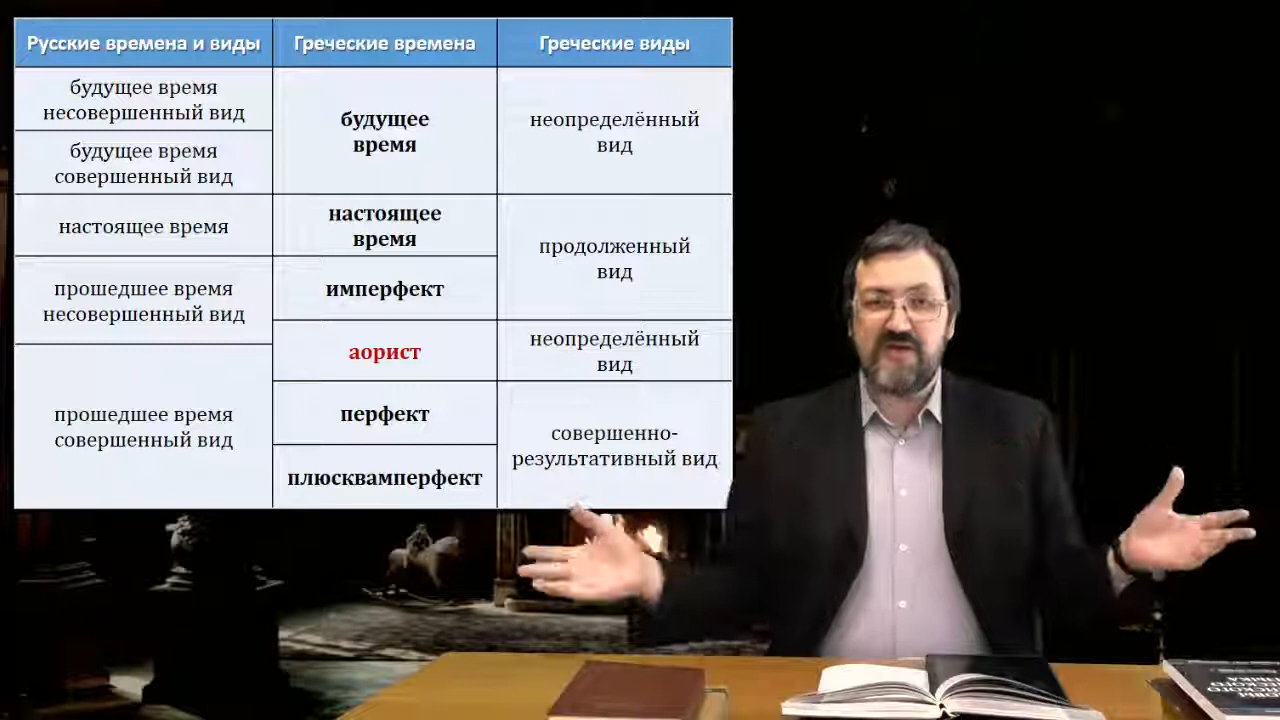 Русские времена и виды
Греческие времена
Греческие виды
будущее время
несовершенный вид
будущее
время
неопределённый
вид
будущее время
совершенный вид
настоящее время
настоящее
время
продолженный
вид
прошедшее время
несовершенный вид
имперфект
аорист
неопределённый
вид
прошедшее время
совершенный вид
перфект
совершенно-
результативный вид
плюсквамперфект